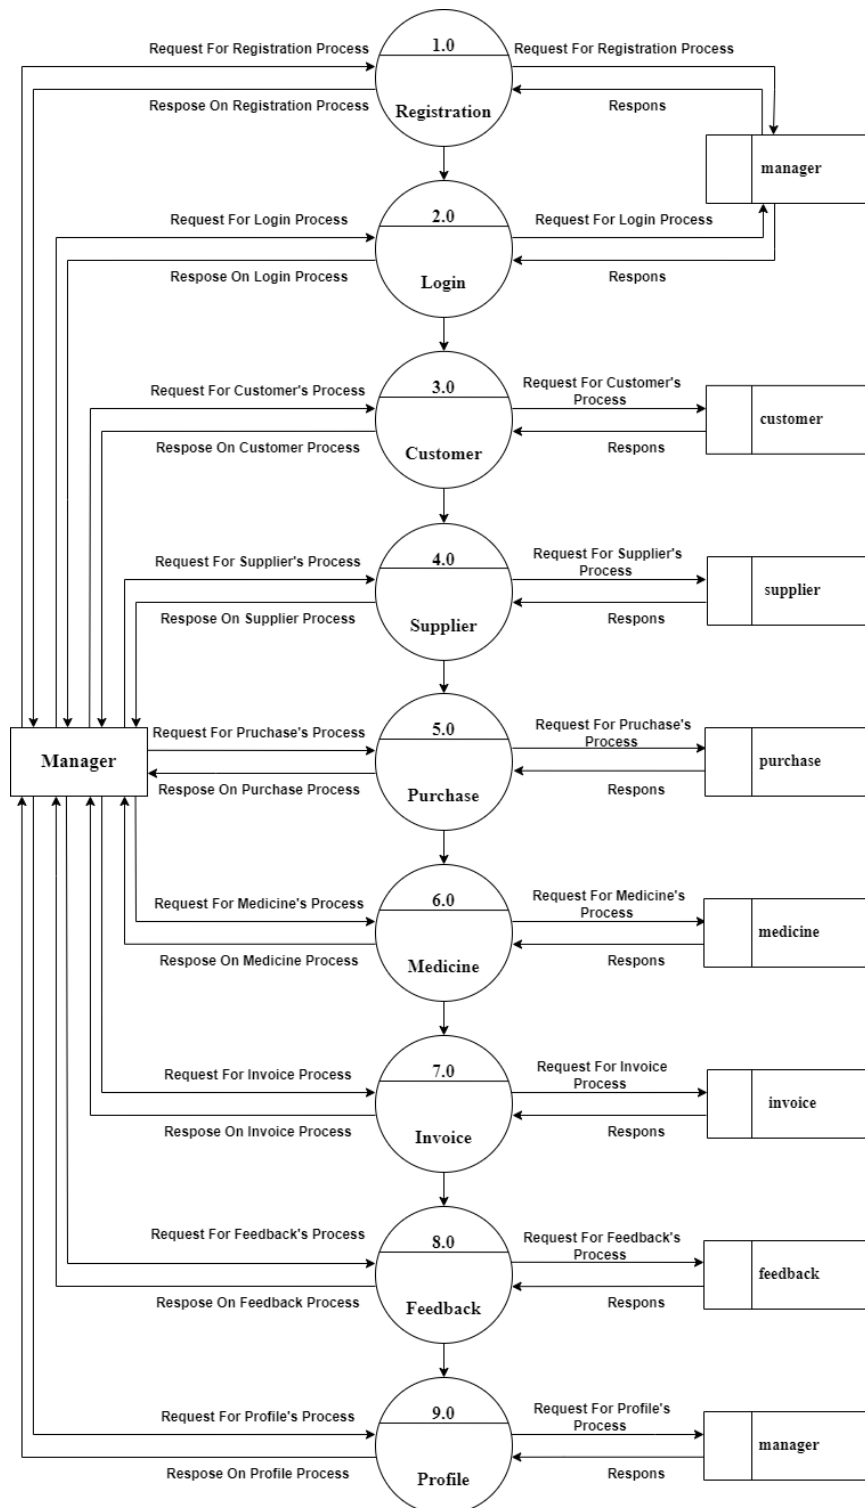 1.0
Request For Registration Process
Request For Registration Process
Respose On Registration Process
Registration
Respons
manager
2.0
Request For Login Process
Request For Login Process
Respose On Login Process
Login
Respons
3.0
Request For Customer's Process
Request For Customer's
Process
customer
Respose On Customer Process
Customer
Respons
4.0
Request For Supplier's Process
Request For Supplier's
Process
supplier
Respose On Supplier Process
Supplier
Respons
Manager
5.0
Request For Pruchase's Process
Request For Pruchase's
Process
purchase
Respose On Purchase Process
Purchase
Respons
6.0
Request For Medicine's Process
Request For Medicine's
Process
medicine
Respose On Medicine Process
Medicine
Respons
7.0
Request For Invoice Process
Request For Invoice
Process
invoice
Respose On Invoice Process
Invoice
Respons
8.0
Request For Feedback's Process
Request For Feedback's
Process
feedback
Respose On Feedback Process
Feedback
Respons
9.0
Request For Profile's Process
Request For Profile's
Process
manager
Respose On Profile Process
Profile
Respons